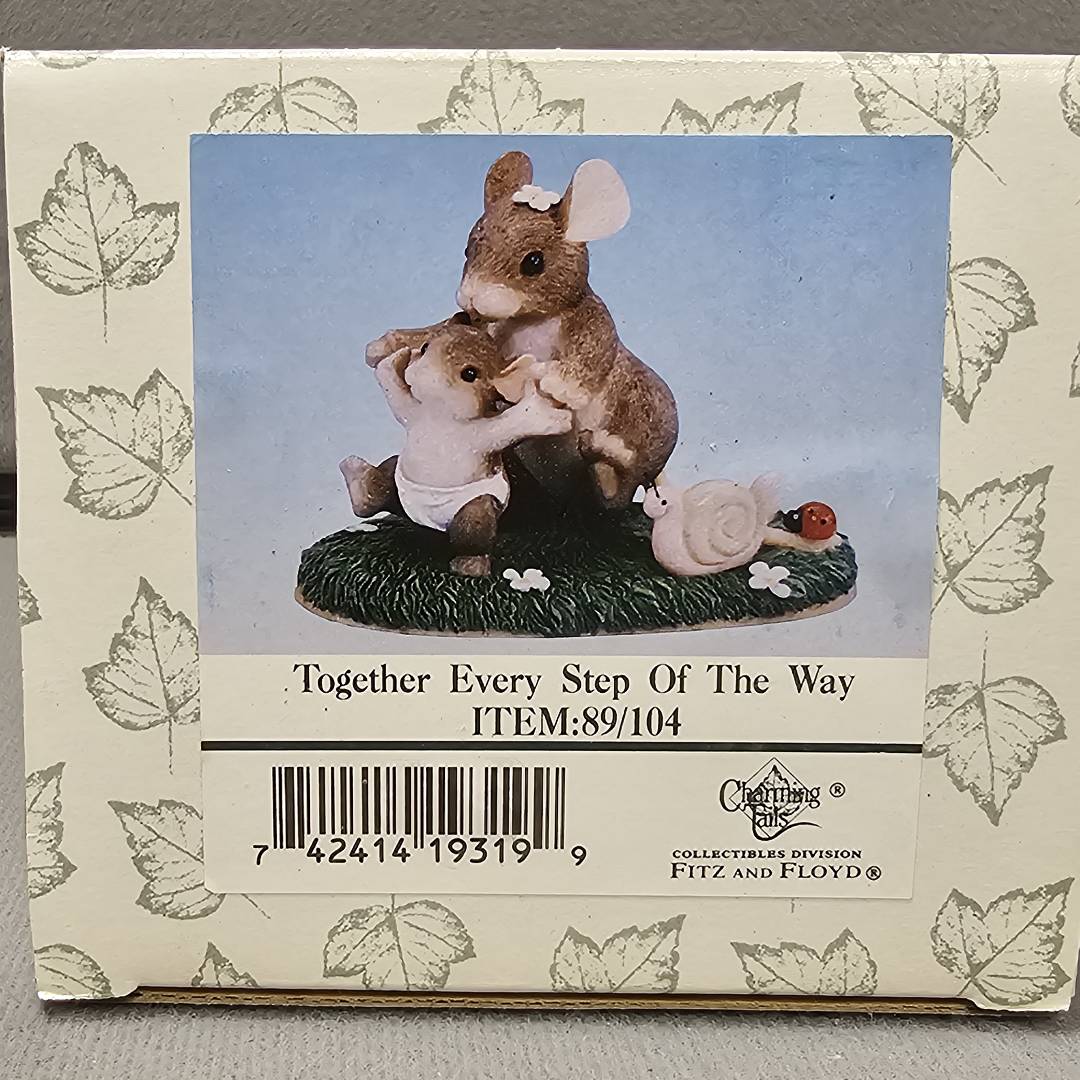 Together Every Step Of The Way
ITEM:89/104
7 42414 19319 9
Charming ®
Tails
COLLECTIBLES DIVISION
FITZ AND FLOYD®